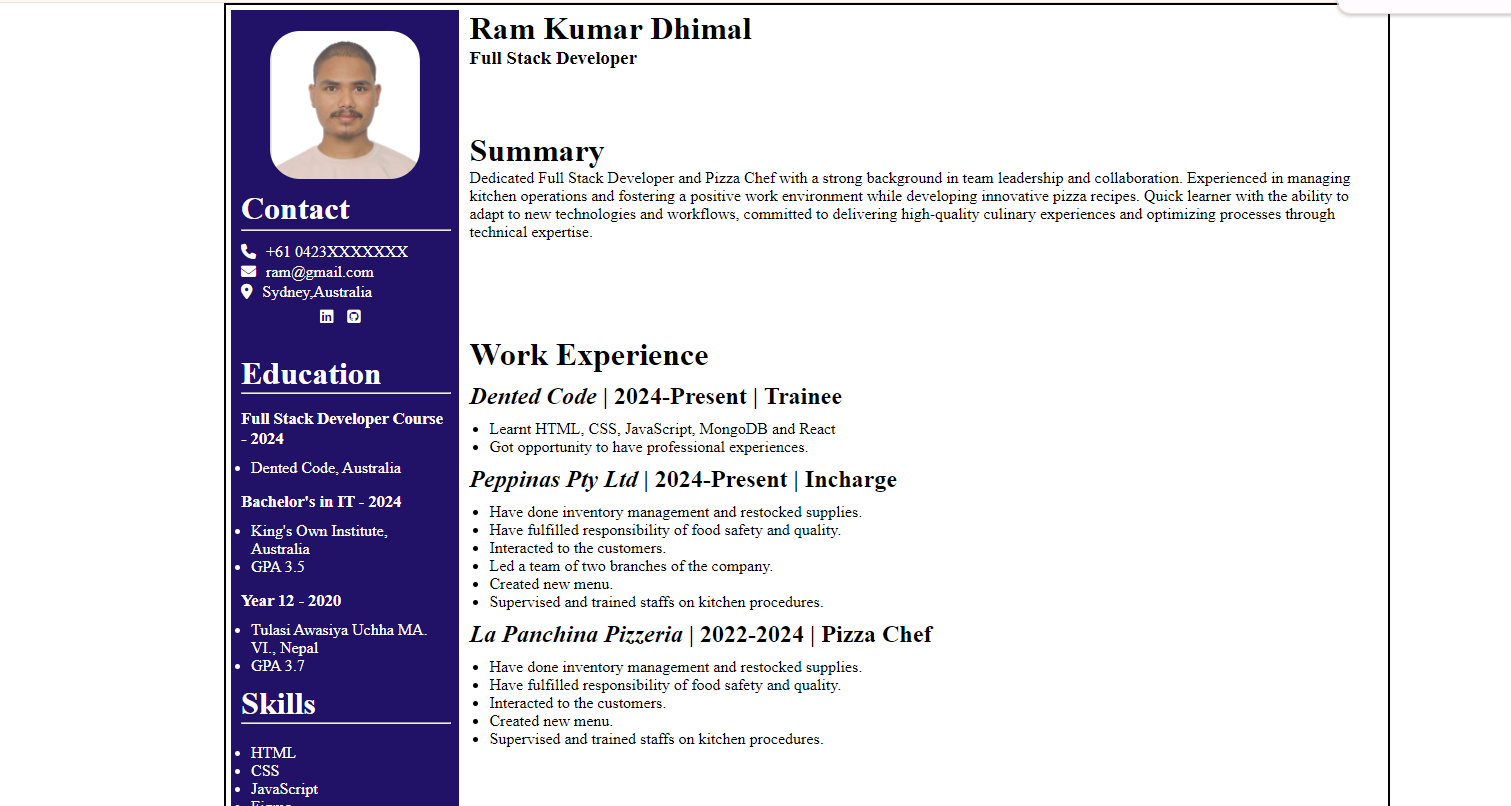 Ram Kumar Dhimal
Full Stack Developer
Summary
Dedicated Full Stack Developer and Pizza Chef with a strong background in team leadership and collaboration. Experienced in managing
kitchen operations and fostering a positive work environment while developing innovative pizza recipes. Quick learner with the ability to
adapt to new technologies and workflows, committed to delivering high-quality culinary experiences and optimizing processes through
technical expertise.
Work Experience
Dented Code | 2024-Present | Trainee
Learnt HTML, CSS, JavaScript, MongoDB and React
Got opportunity to have professional experiences.
Peppinas Pty Ltd | 2024-Present | Incharge
Have done inventory management and restocked supplies.
Have fulfilled responsibility of food safety and quality.
Interacted to the customers.
Led a team of two branches of the company.
Created new menu.
Supervised and trained staffs on kitchen procedures.
La Panchina Pizzeria | 2022-2024 | Pizza Chef
Have done inventory management and restocked supplies.
Have fulfilled responsibility of food safety and quality.
Interacted to the customers.
Created new menu.
Supervised and trained staffs on kitchen procedures.
Contact
+61 0423XXXXXXX
ram@gmail.com
Sydney,Australia
Education
Full Stack Developer Course
- 2024
Dented Code, Australia
Bachelor's in IT - 2024
King's Own Institute,
Australia
GPA 3.5
Year 12 - 2020
Tulasi Awasiya Uchha MA.
VI., Nepal
GPA 3.7
Skills
HTML
CSS
JavaScript